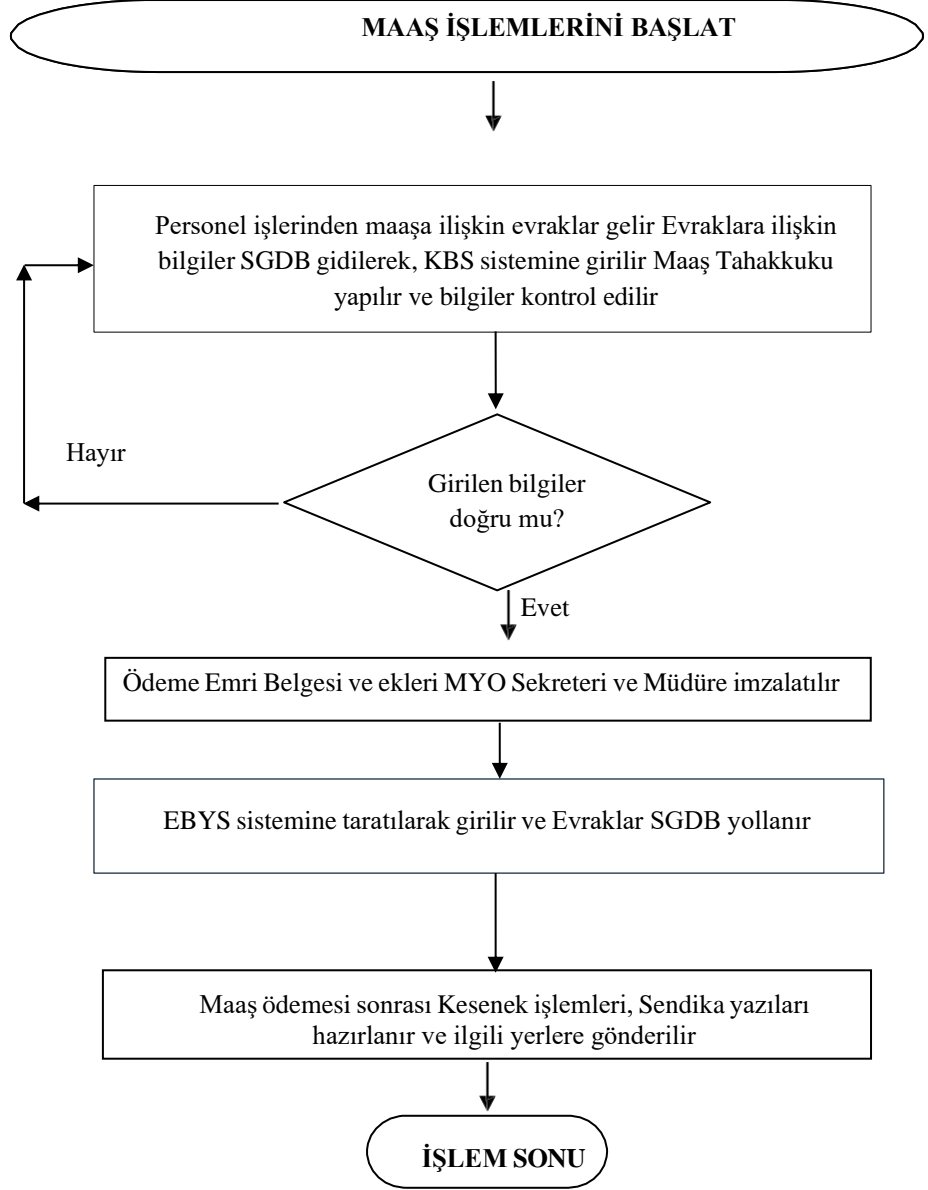 MAAŞ İŞLEMLERİNİ BAŞLAT
Personel işlerinden maaşa ilişkin evraklar gelir Evraklara ilişkin
bilgiler SGDB gidilerek, KBS sistemine girilir Maaş Tahakkuku
yapılır ve bilgiler kontrol edilir
Hayır
Girilen bilgiler
doğru mu?
Evet
Ödeme Emri Belgesi ve ekleri MYO Sekreteri ve Müdüre imzalatılır
EBYS sistemine taratılarak girilir ve Evraklar SGDB yollanır
Maaş ödemesi sonrası Kesenek işlemleri, Sendika yazıları
hazırlanır ve ilgili yerlere gönderilir
İŞLEM SONU